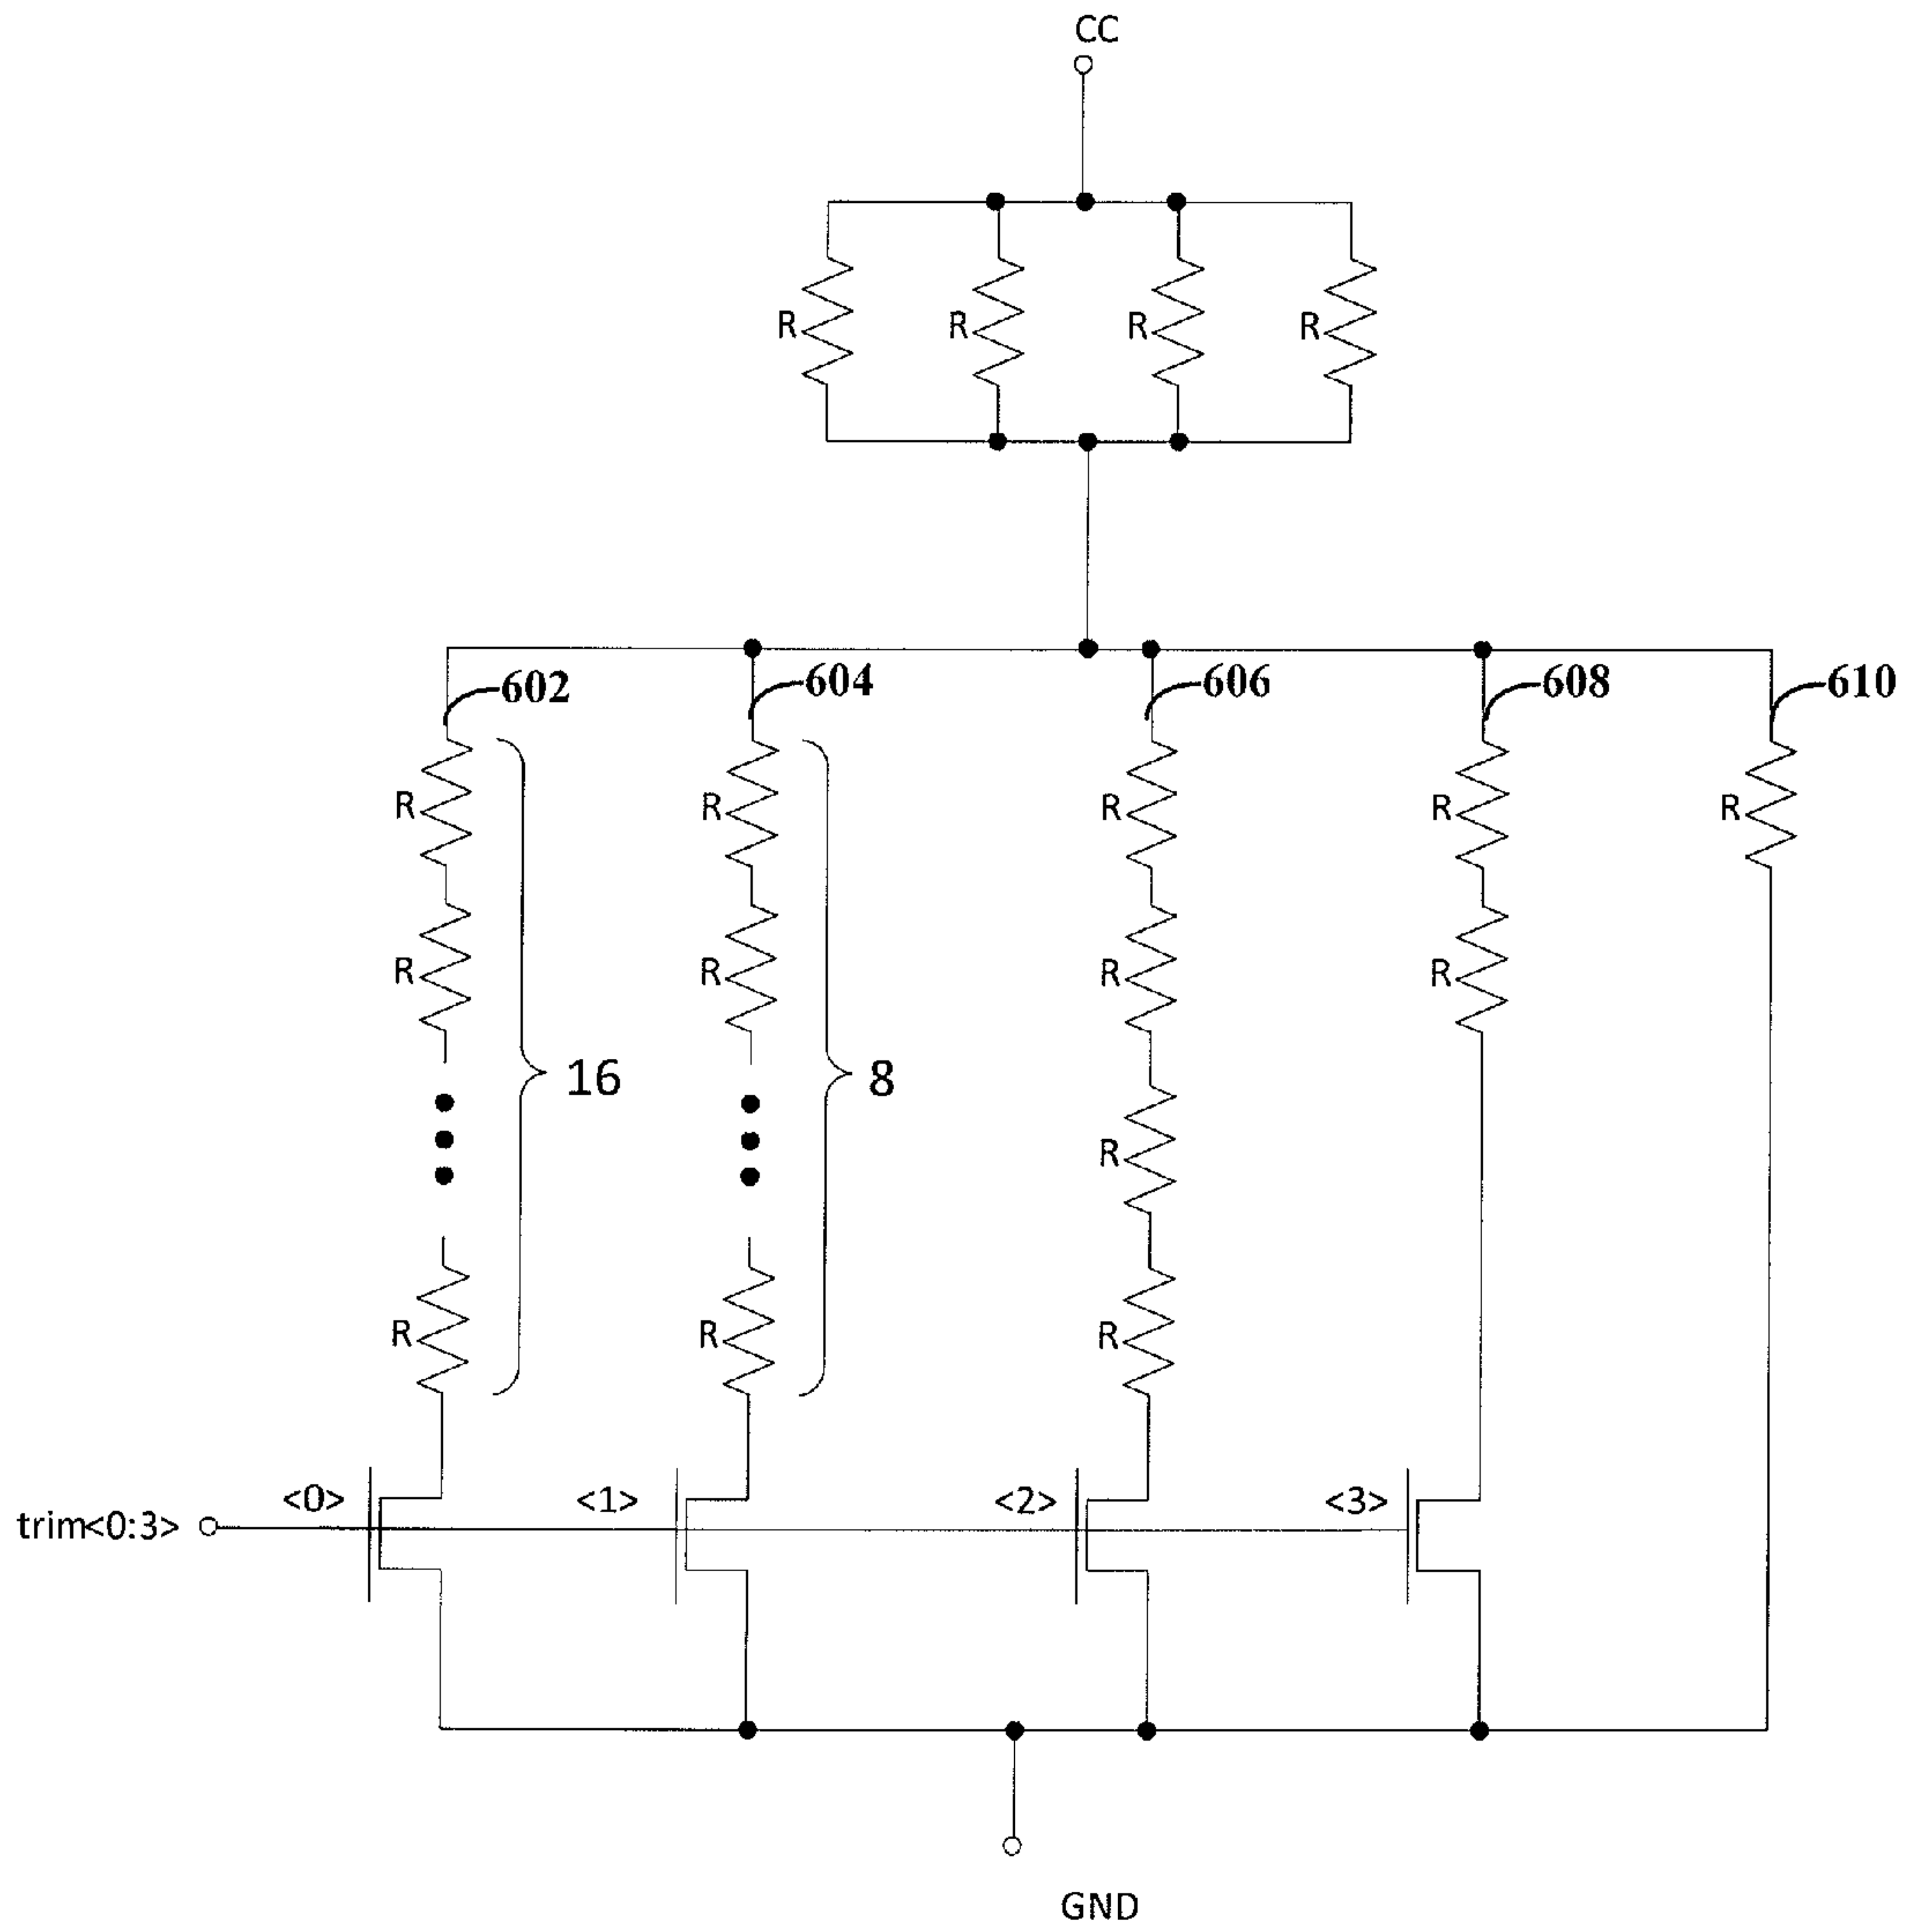 CC
R R R R
602 604 606 608 610
R R R R R
R R R R
16 8
R
R R R
<0> <1> <2> <3>
trim<0:3>
GND